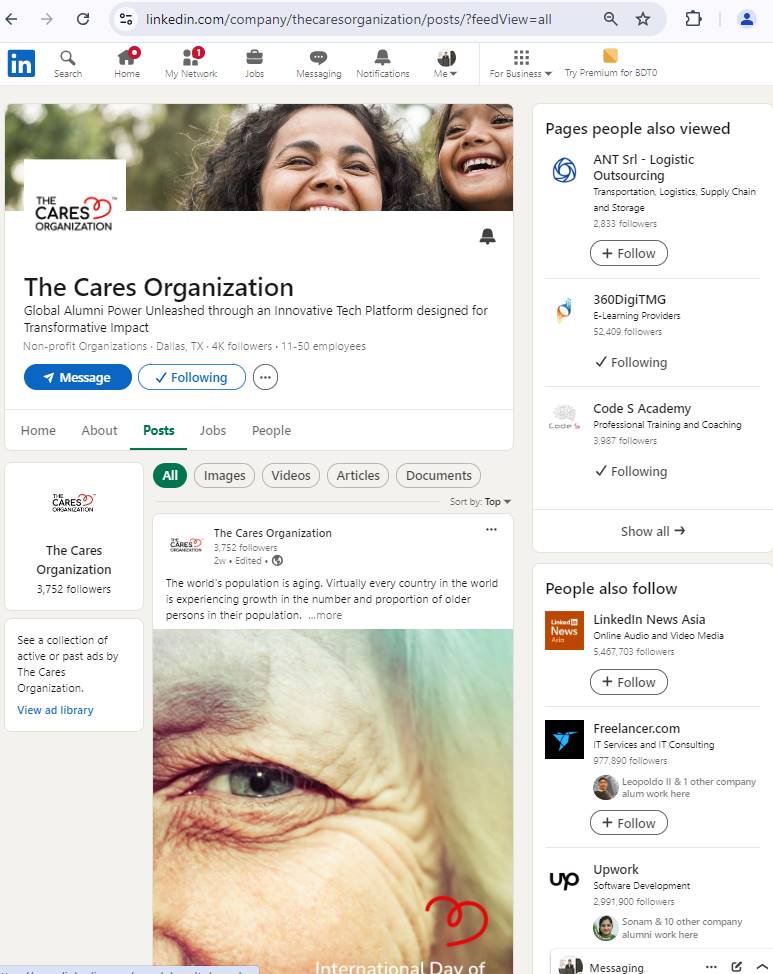 linkedin.com/company/thecaresorganization/posts/?feedView=all
in
Search
Home
1
My Network
Jobs
Messaging
Notifications
Me
For Business
Try Premium for BDT0
THE
CARES
ORGANIZATION
TM
The Cares Organization
Global Alumni Power Unleashed through an Innovative Tech Platform designed for
Transformative Impact
Non-profit Organizations · Dallas, TX · 4K followers · 11-50 employees
Message
Following
Home
About
Posts
Jobs
People
THE
CARES
ORGANIZATION
The Cares
Organization
3,752 followers
See a collection of
active or past ads by
The Cares
Organization.
View ad library
All
Images
Videos
Articles
Documents
Sort by: Top
THE
CARES
ORGANIZATION
The Cares Organization
3,752 followers
2w • Edited •
The world's population is aging. Virtually every country in the world
is experiencing growth in the number and proportion of older
persons in their population. ...more
International Day of
Pages people also viewed
ANT Srl - Logistic
Outsourcing
Transportation, Logistics, Supply Chain
and Storage
2,833 followers
+ Follow
360DigiTMG
E-Learning Providers
52,409 followers
Following
Code S
Code S Academy
Professional Training and Coaching
3,987 followers
Following
Show all →
People also follow
Linked in
News
Asia
LinkedIn News Asia
Online Audio and Video Media
5,467,703 followers
+ Follow
Freelancer.com
IT Services and IT Consulting
977,890 followers
Leopoldo II & 1 other company
alum work here
+ Follow
up
Upwork
Software Development
2,991,900 followers
Sonam & 10 other company
alumni work here
Messaging